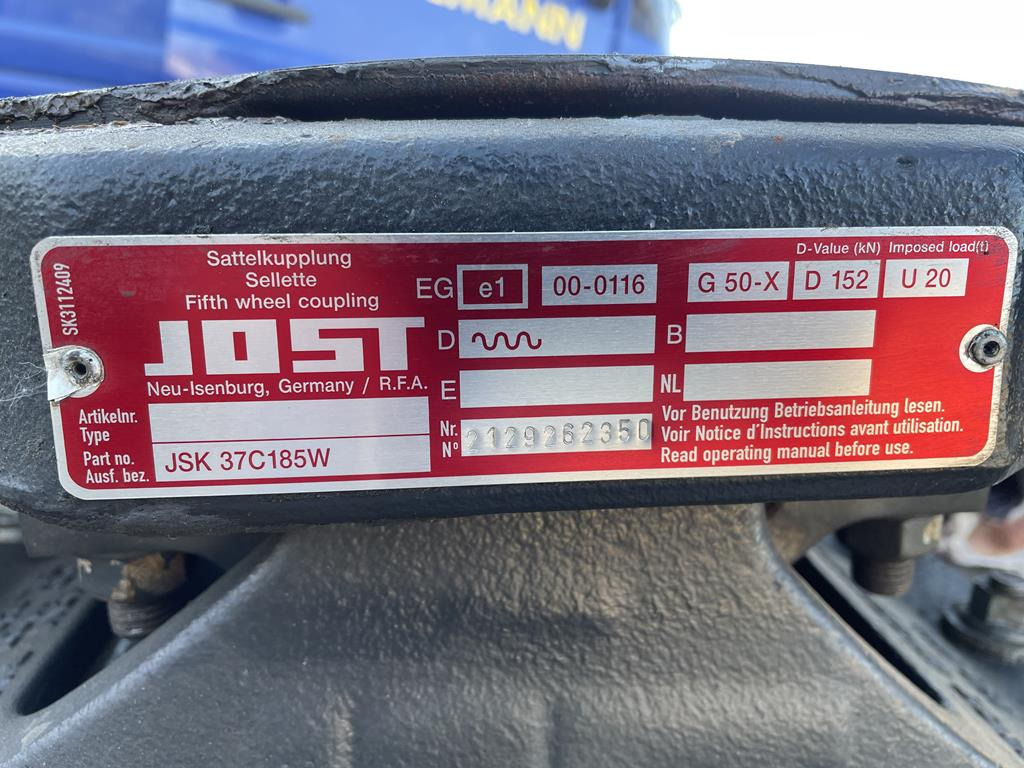 MANN
SK3112409
Sattelkupplung
Sellette
Fifth wheel coupling
JOST
Neu-Isenburg, Germany / R.F.A.
Artikelnr.
Type
Part no.
Ausf. bez.
JSK 37C185W
EG e1 00-0116
D-Value (kN) Imposed load(t)
G 50-X D 152 U 20
D
B
E
NL
Nr.
N° 2129262350
Vor Benutzung Betriebsanleitung lesen.
Voir Notice d'Instructions avant utilisation.
Read operating manual before use.